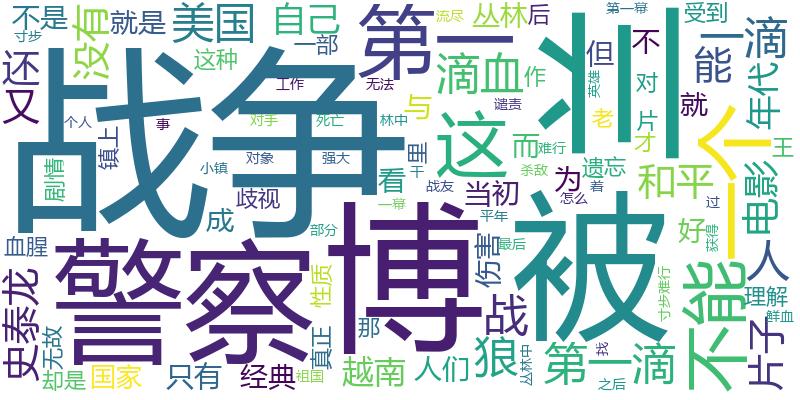 不是
就是
美国
自己
第一
流尽
丛林
后
第一幕
受到
寸步
没有
这种
一部
滴血
作
但
不
一滴
还
又
战争
工作
无法
英雄
能
年代
对
片
就
个人
事
镇上
对手
死亡
林中
与
谴责
这
而
难行
老
才
一个
王
剧情
小镇
对象
强大
干
里
看
战友
杀敌
着
遗忘
和平
电影
歧视
成
一幕
当初
平年
为
怎么
过
获得
好
人
血腥
警察
部分
博
伤害
最后
被
州
不能
理解
鲜血
史泰龙
无故
性质
真正
那
战
狼
丛林中
第一滴
找
寸步难行
片子
却是
国家
只有
经典
祖国
越南
人们
之后